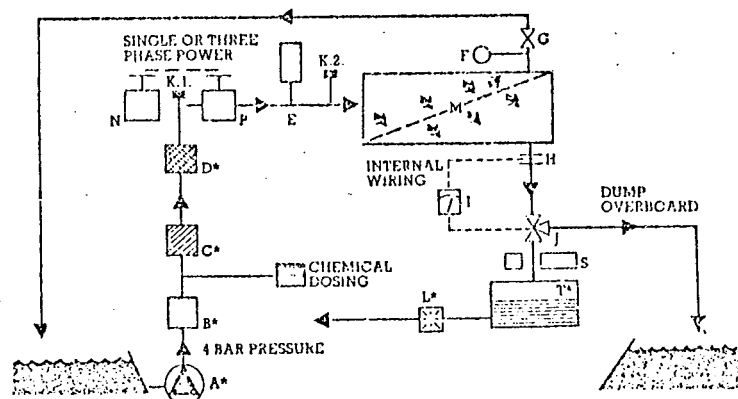 SINGLE OR THREE
PHASE POWER
K.1.
K.2.
F
G
N
P
E
M
D*
INTERNAL
WIRING
H
I
DUMP
OVERBOARD
J
C*
S
CHEMICAL
DOSING
L*
T*
B*
4 BAR PRESSURE
A*